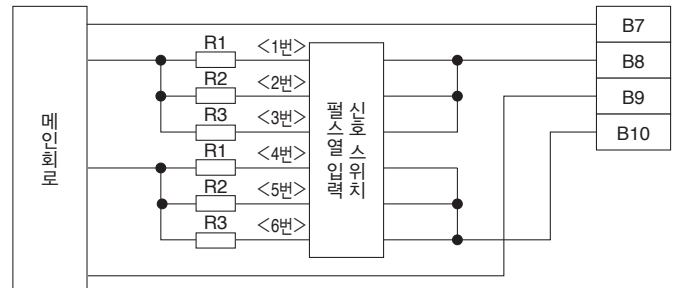 메인회로
R1 <1번>
R2 <2번>
R3 <3번>
R1 <4번>
R2 <5번>
R3 <6번>
펄스열 입력
신호 스위치
B7
B8
B9
B10